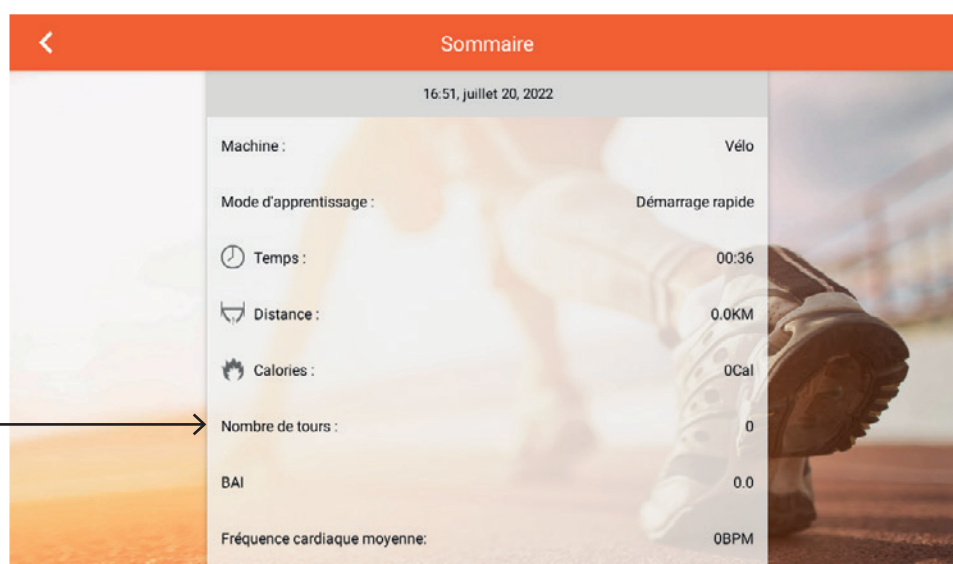 Sommaire
16:51, juillet 20, 2022
Machine : Vélo
Mode d'apprentissage : Démarrage rapide
Temps : 00:36
Distance : 0.0KM
Calories : 0Cal
Nombre de tours : 0
BAI 0.0
Fréquence cardiaque moyenne: 0BPM